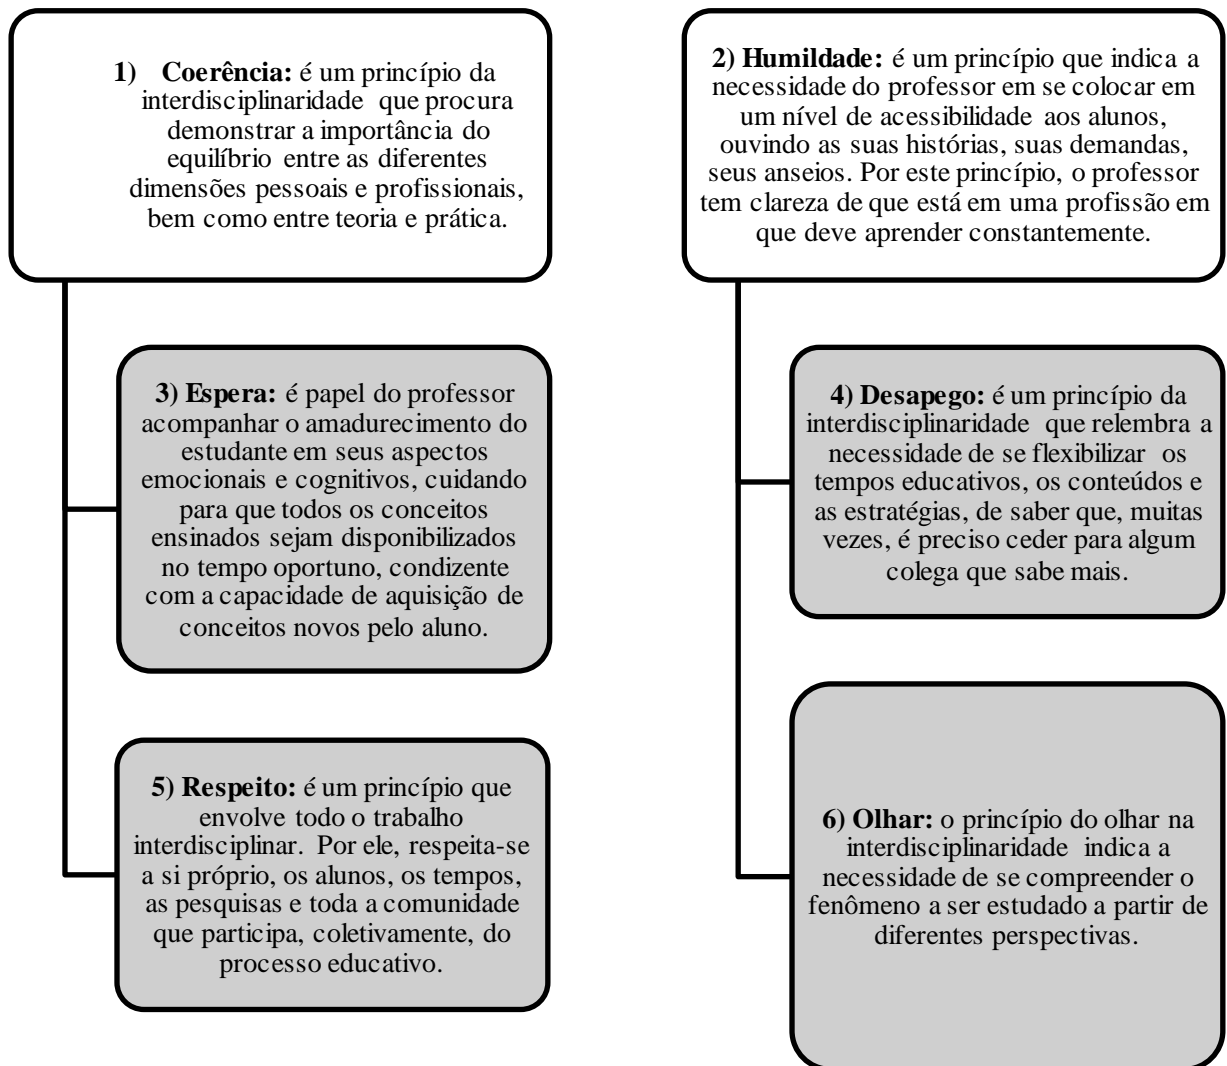 1) Coerência: é um princípio da
interdisciplinaridade que procura
demonstrar a importância do
equilíbrio entre as diferentes
dimensões pessoais e profissionais,
bem como entre teoria e prática.
2) Humildade: é um princípio que indica a
necessidade do professor em se colocar em
um nível de acessibilidade aos alunos,
ouvindo as suas histórias, suas demandas,
seus anseios. Por este princípio, o professor
tem clareza de que está em uma profissão em
que deve aprender constantemente.
3) Espera: é papel do professor
acompanhar o amadurecimento do
estudante em seus aspectos
emocionais e cognitivos, cuidando
para que todos os conceitos
ensinados sejam disponibilizados
no tempo oportuno, condizente
com a capacidade de aquisição de
conceitos novos pelo aluno.
4) Desapego: é um princípio da
interdisciplinaridade que relembra a
necessidade de se flexibilizar os
tempos educativos, os conteúdos e
as estratégias, de saber que, muitas
vezes, é preciso ceder para algum
colega que sabe mais.
5) Respeito: é um princípio que
envolve todo o trabalho
interdisciplinar. Por ele, respeita-se
a si próprio, os alunos, os tempos,
as pesquisas e toda a comunidade
que participa, coletivamente, do
processo educativo.
6) Olhar: o princípio do olhar na
interdisciplinaridade indica a
necessidade de se compreender o
fenômeno a ser estudado a partir de
diferentes perspectivas.